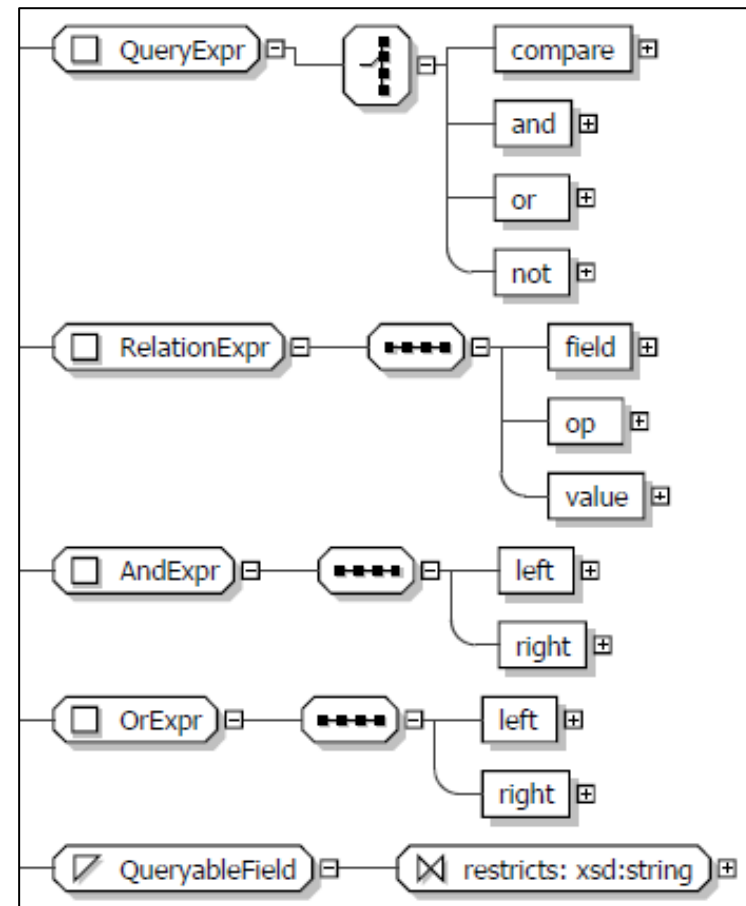 QueryExpr
compare
and
or
not
RelationExpr
field
op
value
AndExpr
left
right
OrExpr
left
right
QueryableField
restricts: xsd:string